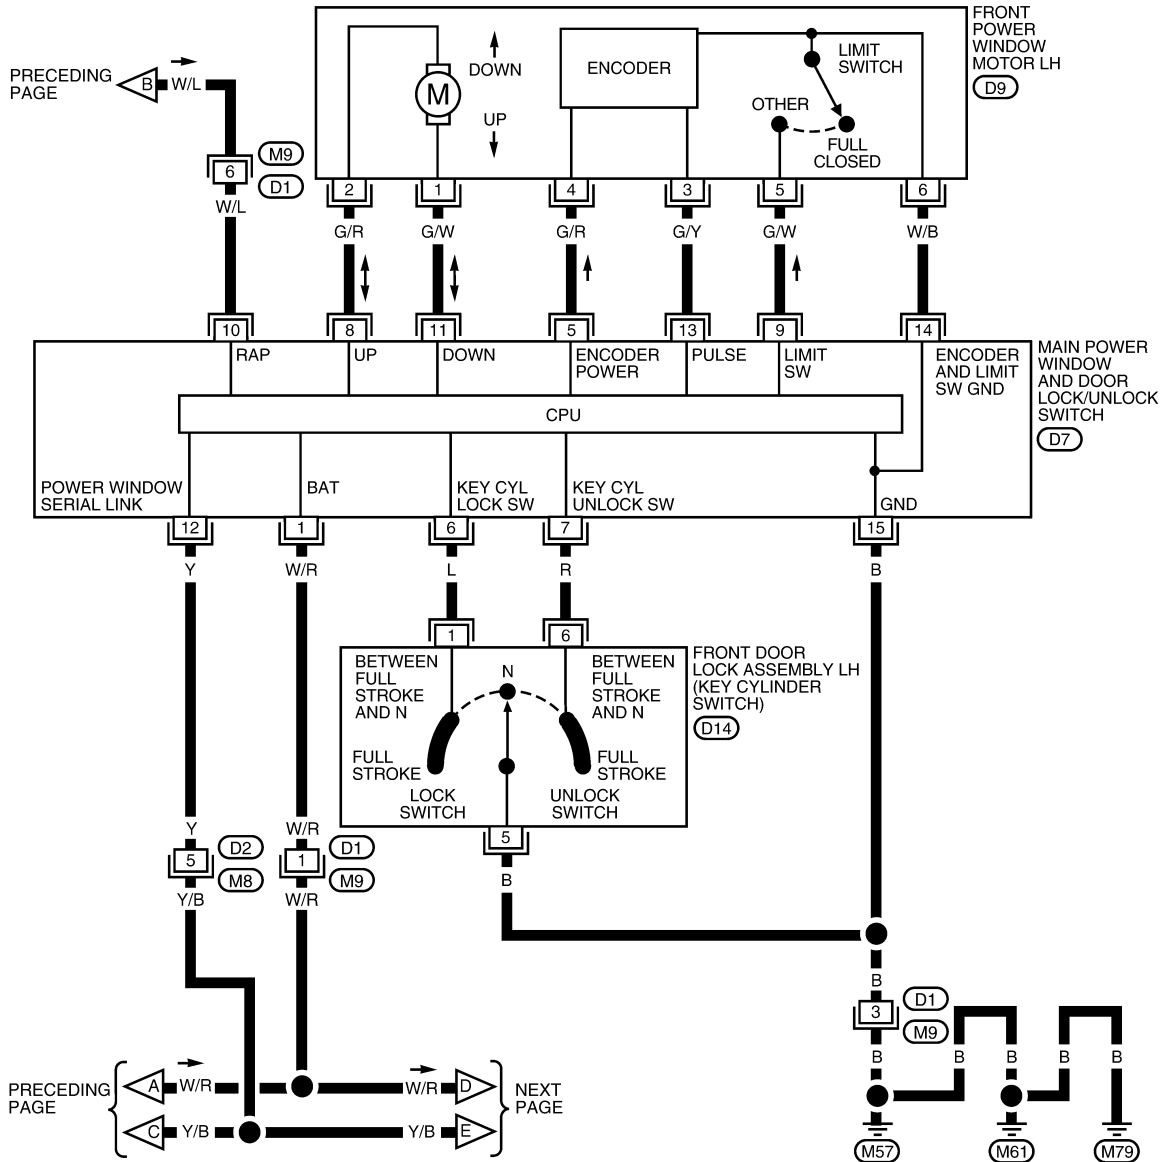 FRONT
POWER
WINDOW
MOTOR LH
D9
PRECEDING
PAGE
B
W/L
M
DOWN
UP
ENCODER
LIMIT
SWITCH
OTHER
FULL
CLOSED
M9
6
D1
W/L
2
1
4
3
5
6
G/R
G/W
G/R
G/Y
G/W
W/B
10
8
11
5
13
9
14
RAP
UP
DOWN
ENCODER
POWER
PULSE
LIMIT
SW
ENCODER
AND LIMIT
SW GND
MAIN POWER
WINDOW
AND DOOR
LOCK/UNLOCK
SWITCH
D7
CPU
POWER WINDOW
SERIAL LINK
BAT
KEY CYL
LOCK SW
KEY CYL
UNLOCK SW
GND
12
1
6
7
15
Y
W/R
L
R
B
1
6
BETWEEN
FULL
STROKE
AND N
N
BETWEEN
FULL
STROKE
AND N
FULL
STROKE
FULL
STROKE
LOCK
SWITCH
UNLOCK
SWITCH
FRONT DOOR
LOCK ASSEMBLY LH
(KEY CYLINDER
SWITCH)
D14
5
B
Y
W/R
5
D2
M8
1
D1
M9
Y/B
W/R
B
3
D1
M9
B
B
B
B
B
PRECEDING
PAGE
A
W/R
W/R
D
C
Y/B
Y/B
E
NEXT
PAGE
M57
M61
M79